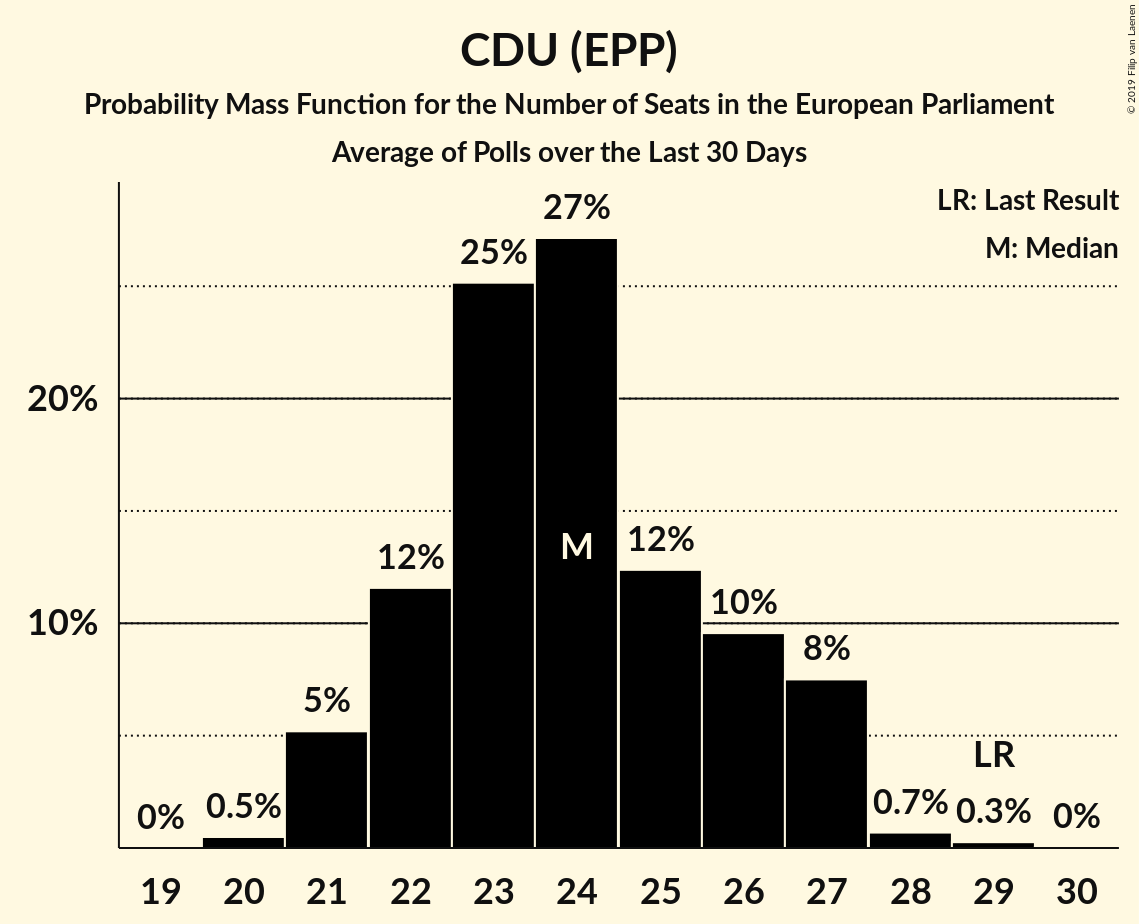 CDU (EPP)
Probability Mass Function for the Number of Seats in the European Parliament
Average of Polls over the Last 30 Days
© 2019 Filip van Laenen
LR: Last Result
M: Median
27%
25%
20%
M
12%
12%
10%
10%
8%
5%
LR
0%
0.5%
0.7%
0.3%
0%
19 20 21 22 23 24 25 26 27 28 29 30